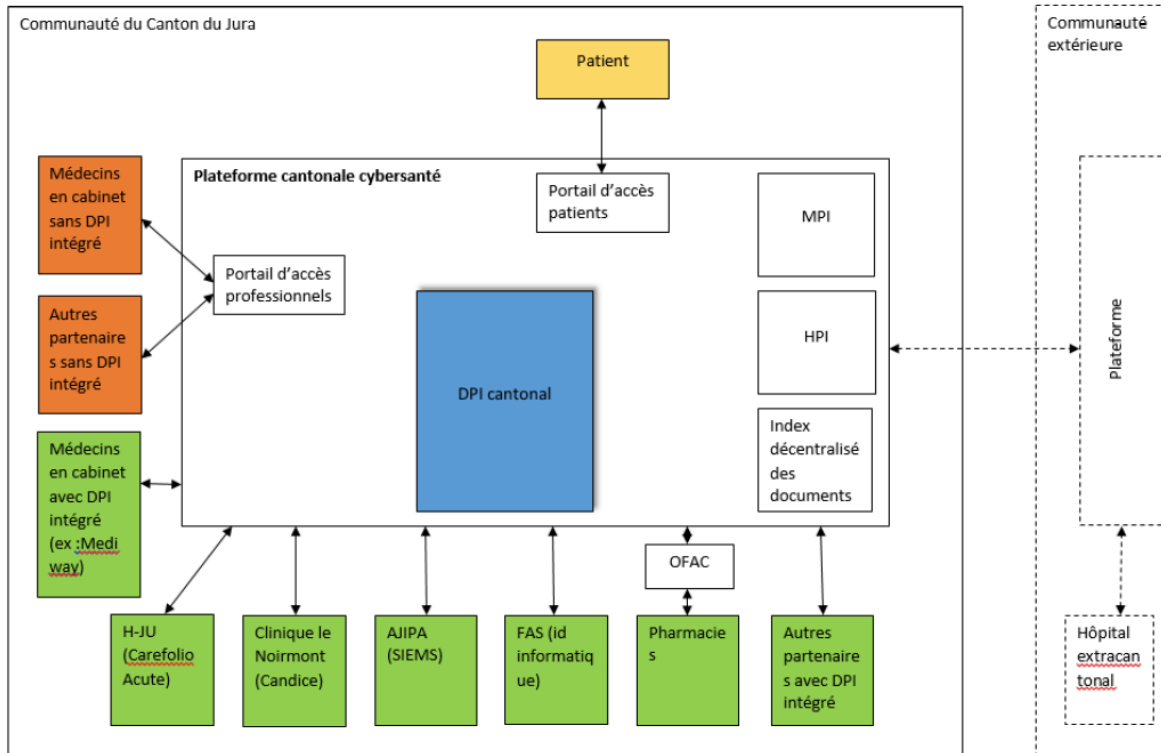 Communauté du Canton du Jura
Communauté
extérieure
Patient
Médecins
en cabinet
sans DPI
intégré
Plateforme cantonale cybersanté
Portail d’accès
patients
MPI
Portail d’accès
professionnels
Autres
partenaire
s sans DPI
intégré
DPI cantonal
HPI
Plateforme
Index
décentralisé
des
documents
Médecins
en cabinet
avec DPI
intégré
(ex :Medi
way)
OFAC
H-JU
(Carefolio
Acute)
Clinique le
Noirmont
(Candice)
AJIPA
(SIEMS)
FAS (id
informatiq
ue)
Pharmacie
s
Autres
partenaire
s avec DPI
intégré
Hôpital
extracan
tonal